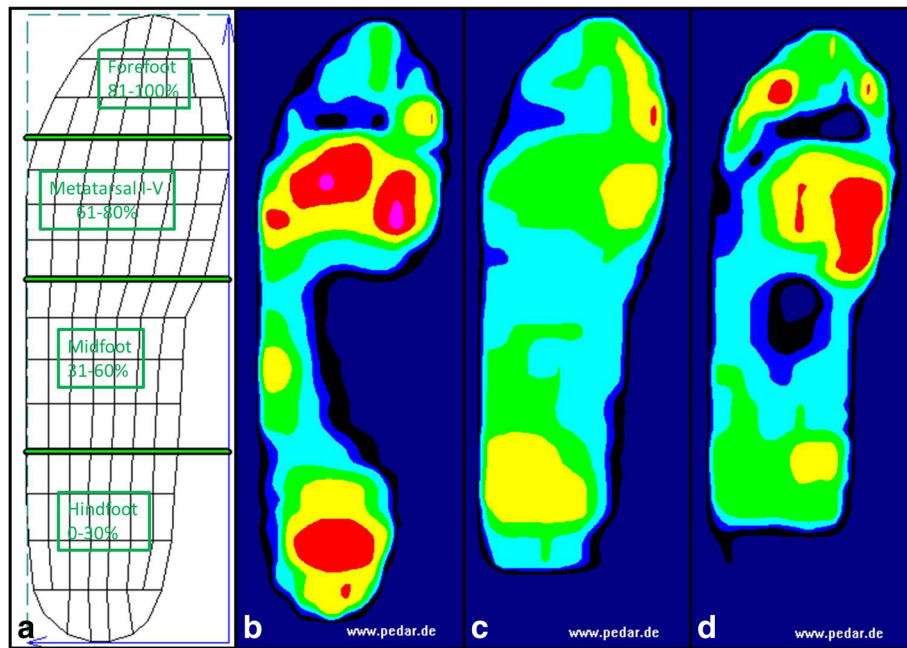 Forefoot
81-100%
Metatarsal I-V
61-80%
Midfoot
31-60%
Hindfoot
0-30%
a
b
www.pedar.de
c
www.pedar.de
d
www.pedar.de